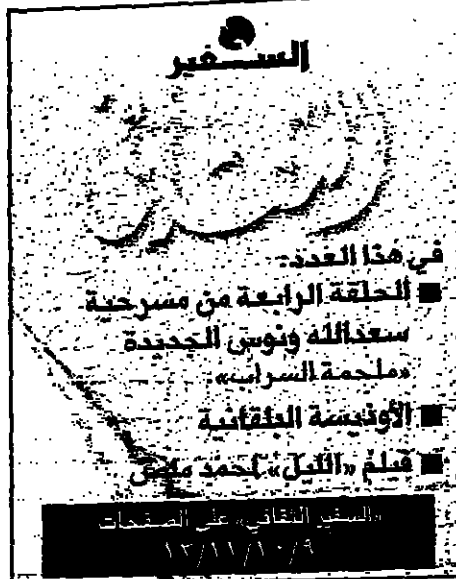 السفير
في هذا العدد:
■ الحلقة الرابعة من مسرحية
سعدالله ونوس الجديدة
«ملحمة السراب».
■ الأوذيسة البلقانية
■ فيلم «الليل» لمحمد ملص
«السفير الثقافي» على الصفحات
٩/١٠/١١/١٢